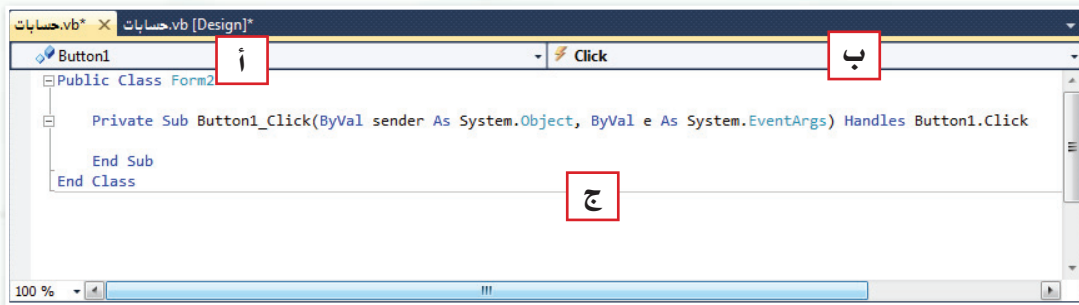 حسابات.vb* X حسابات.vb [Design]*
Button1 أ Click ب
Public Class Form2
Private Sub Button1_Click(ByVal sender As System.Object, ByVal e As System.EventArgs) Handles Button1.Click
End Sub
End Class
ج
100 %